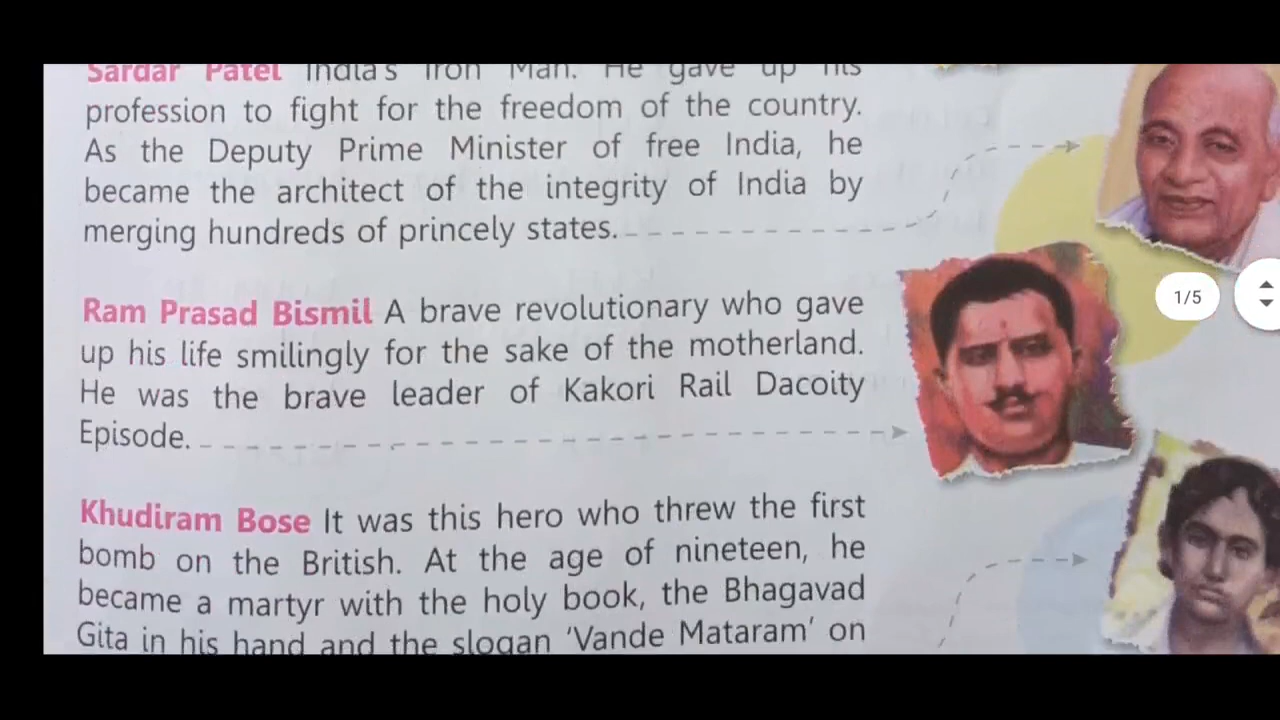 Sardar Patel India's Iron Man. He gave up his
profession to fight for the freedom of the country.
As the Deputy Prime Minister of free India, he
became the architect of the integrity of India by
merging hundreds of princely states.
1/5
Ram Prasad Bismil A brave revolutionary who gave
up his life smilingly for the sake of the motherland.
He was the brave leader of Kakori Rail Dacoity
Episode.
Khudiram Bose It was this hero who threw the first
bomb on the British. At the age of nineteen, he
became a martyr with the holy book, the Bhagavad
Gita in his hand and the slogan 'Vande Mataram' on